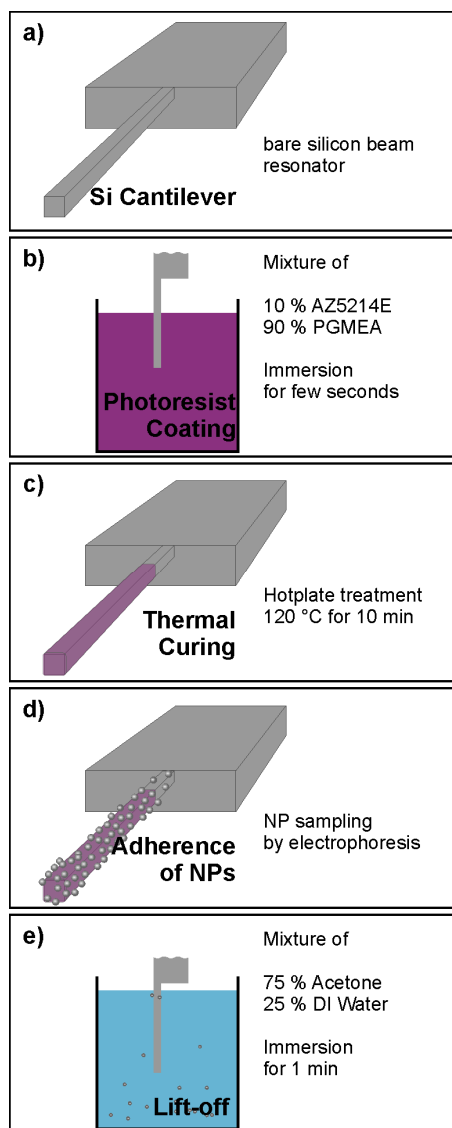 a)
bare silicon beam
resonator
Si Cantilever
b)
Mixture of
10 % AZ5214E
90 % PGMEA
Immersion
for few seconds
Photoresist
Coating
c)
Hotplate treatment
120 °C for 10 min
Thermal
Curing
d)
NP sampling
by electrophoresis
Adherence
of NPs
e)
Mixture of
75 % Acetone
25 % DI Water
Immersion
for 1 min
Lift-off